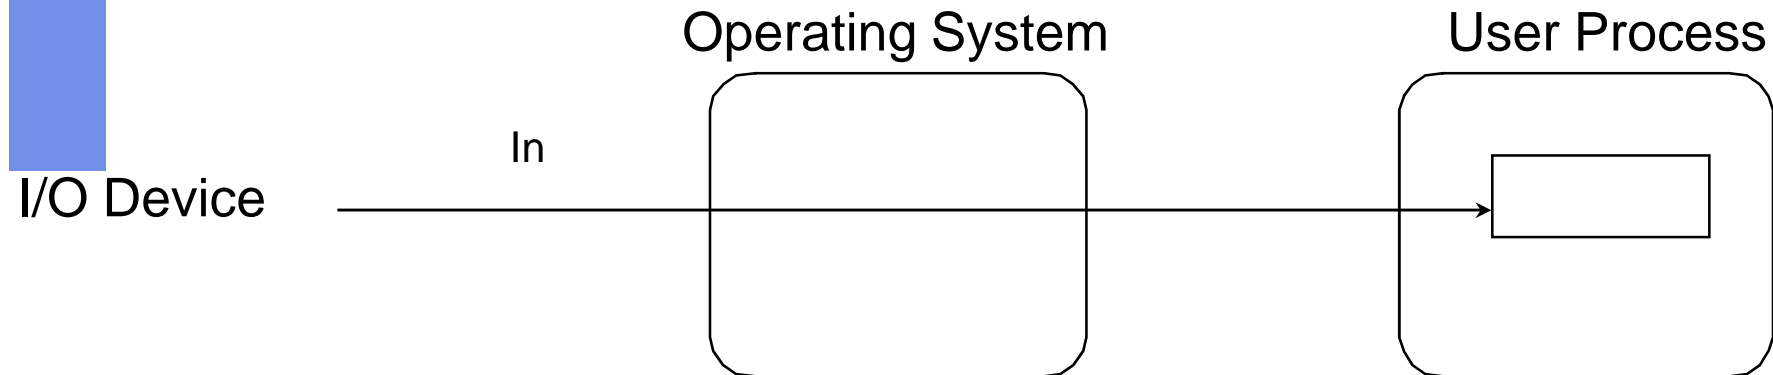 Operating System
User Process
In
I/O Device